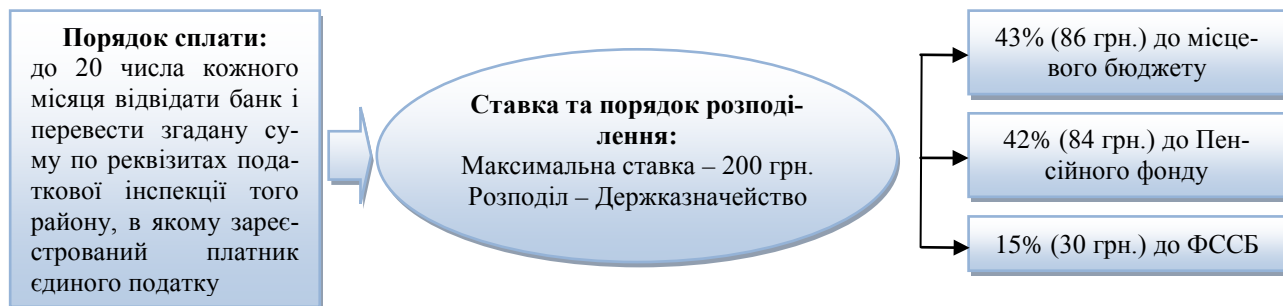 Порядок сплати:
до 20 числа кожного
місяця відвідати банк і
перевести згадану су-
му по реквізитах пода-
ткової інспекції того
району, в якому зареє-
стрований платник
єдиного податку
Ставка та порядок розподі-
лення:
Максимальна ставка – 200 грн.
Розподіл – Держказначейство
43% (86 грн.) до місце-
вого бюджету
42% (84 грн.) до Пен-
сійного фонду
15% (30 грн.) до ФССБ